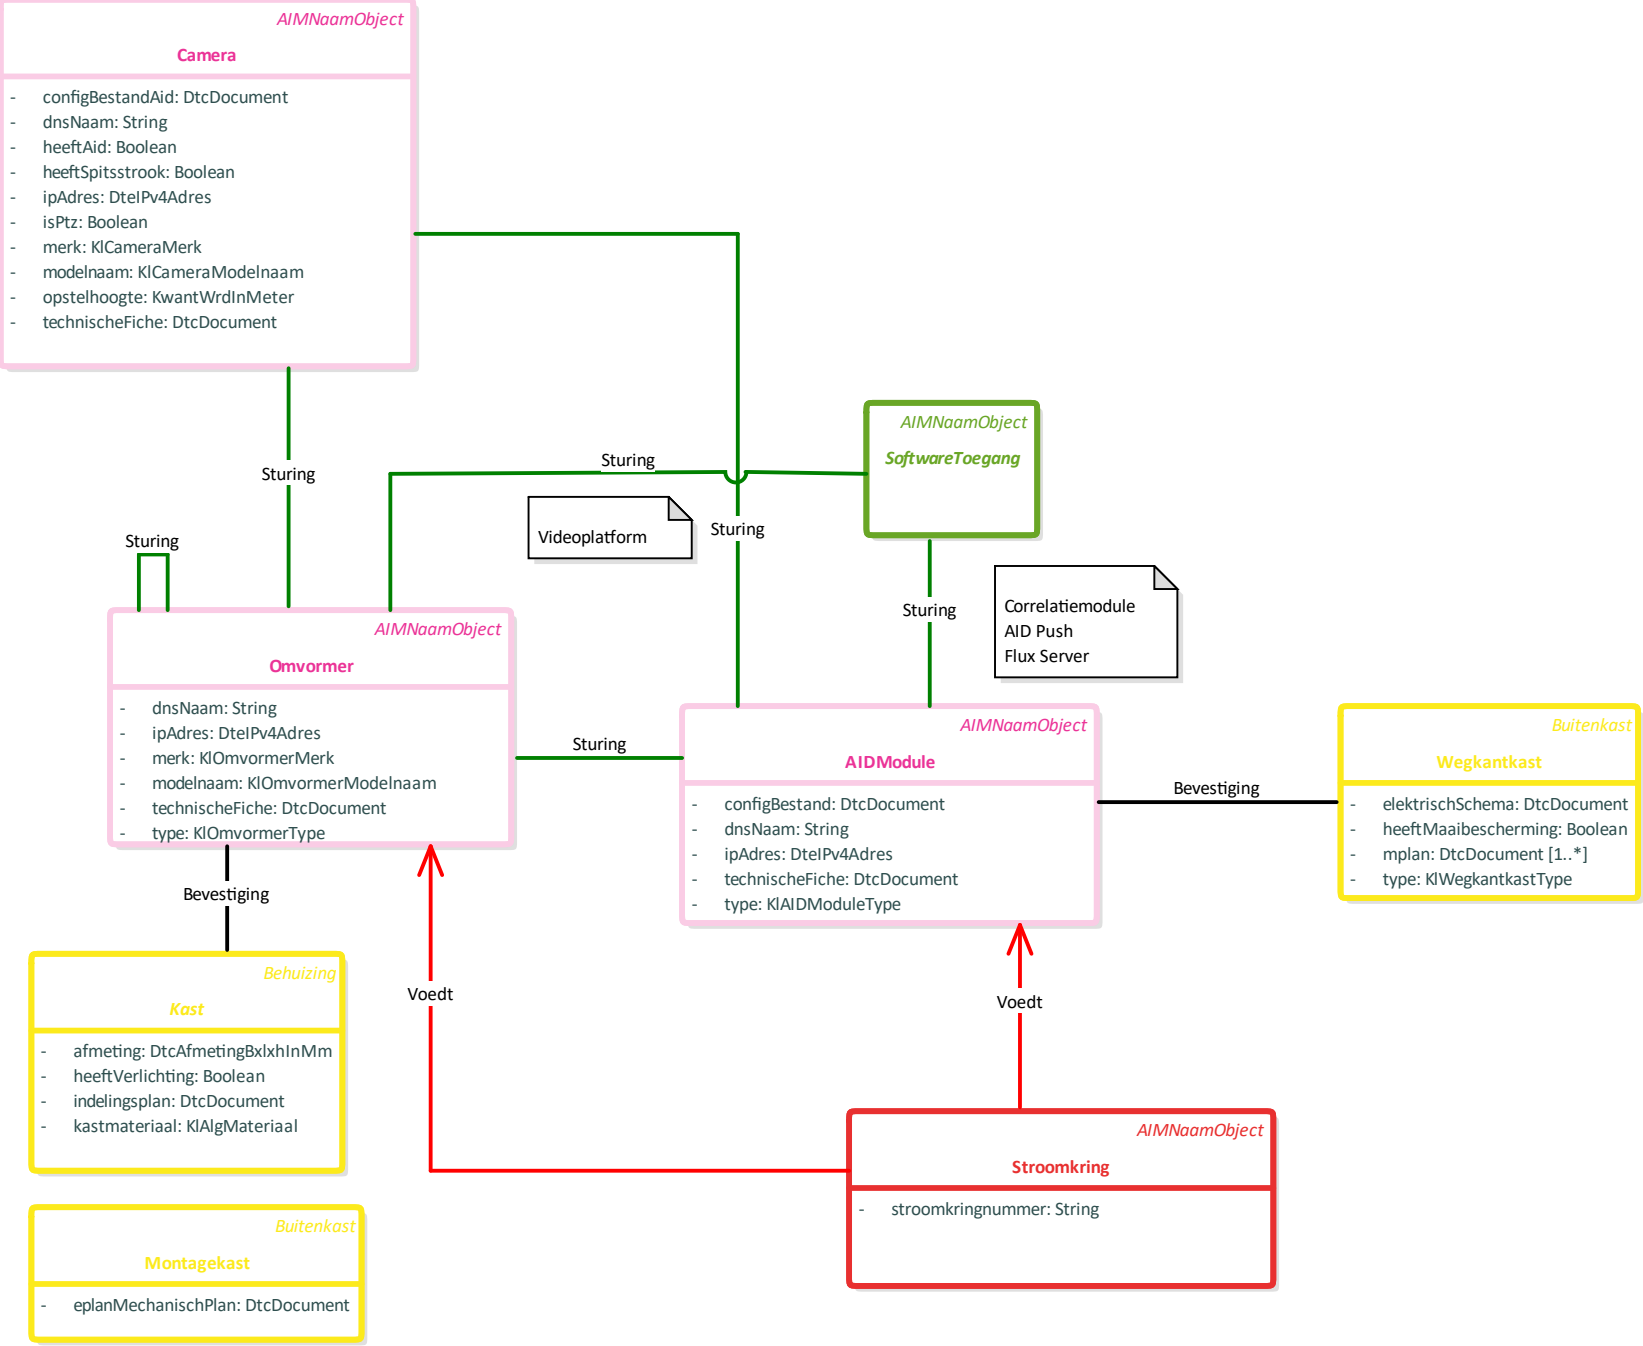 AIMNaamObject
Camera
- configBestandAid: DtcDocument
- dnsNaam: String
- heeftAid: Boolean
- heeftSpitsstrook: Boolean
- ipAdres: DteIPv4Adres
- isPtz: Boolean
- merk: KlCameraMerk
- modelnaam: KlCameraModelnaam
- opstelhoogte: KwantWrdInMeter
- technischeFiche: DtcDocument
AIMNaamObject
SoftwareToegang
Sturing
Sturing
Videoplatform
Sturing
Sturing
Correlatiemodule
AID Push
Flux Server
Sturing
AIMNaamObject
Omvormer
- dnsNaam: String
- ipAdres: DteIPv4Adres
- merk: KlOmvormerMerk
- modelnaam: KlOmvormerModelnaam
- technischeFiche: DtcDocument
- type: KlOmvormerType
Sturing
AIMNaamObject
AIDModule
- configBestand: DtcDocument
- dnsNaam: String
- ipAdres: DteIPv4Adres
- technischeFiche: DtcDocument
- type: KlAIDModuleType
Bevestiging
Buitenkast
Wegkantkast
- elektrischSchema: DtcDocument
- heeftMaaibescherming: Boolean
- mplan: DtcDocument [1..*]
- type: KlWegkantkastType
Bevestiging
Behuizing
Kast
- afmeting: DtcAfmetingBxlxhInMm
- heeftVerlichting: Boolean
- indelingsplan: DtcDocument
- kastmateriaal: KlAlgMateriaal
Voedt
Voedt
AIMNaamObject
Stroomkring
- stroomkringnummer: String
Buitenkast
Montagekast
- eplanMechanischPlan: DtcDocument